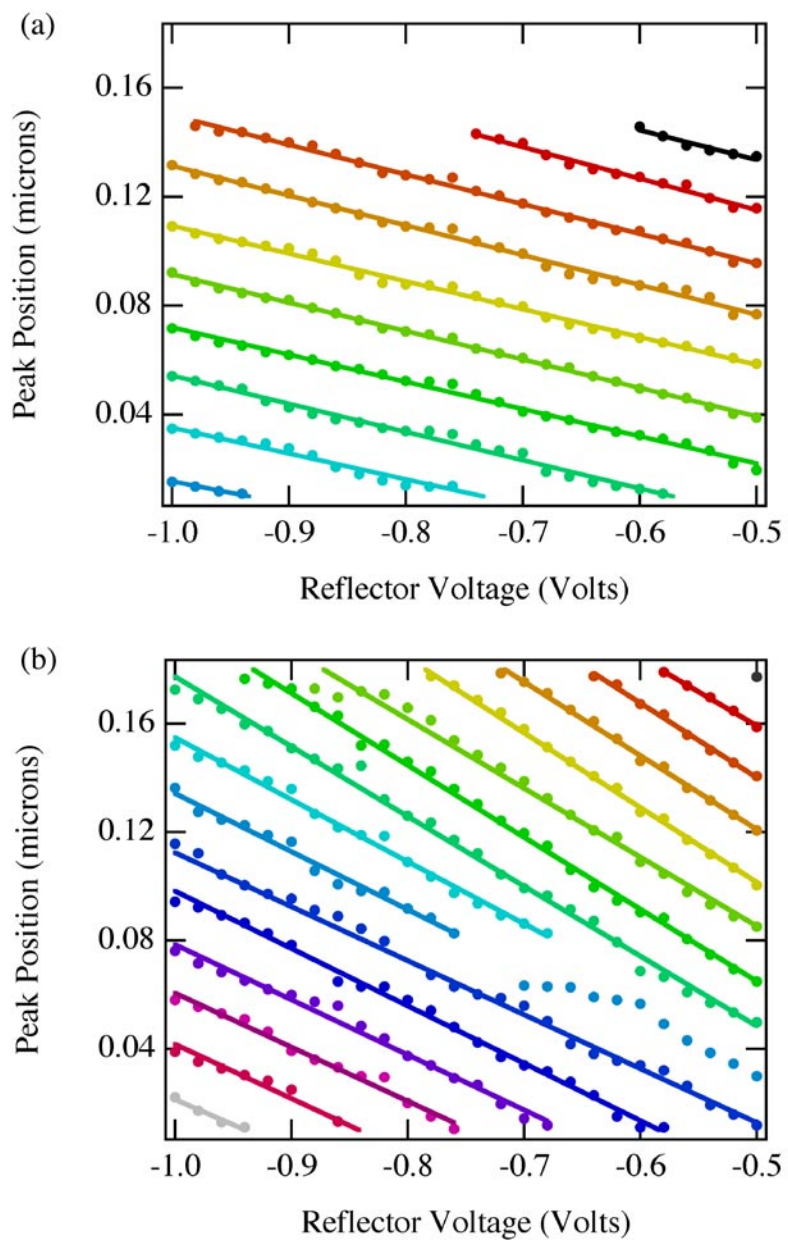 (a)
0.16
0.12
0.08
0.04
Peak Position (microns)
-1.0 -0.9 -0.8 -0.7 -0.6 -0.5
Reflector Voltage (Volts)
(b)
0.16
0.12
0.08
0.04
Peak Position (microns)
-1.0 -0.9 -0.8 -0.7 -0.6 -0.5
Reflector Voltage (Volts)